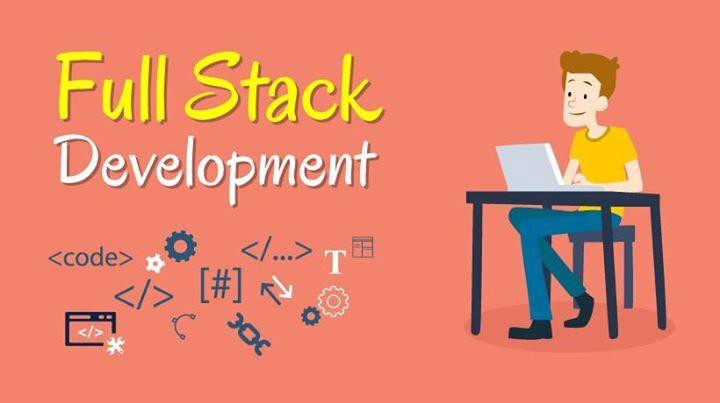 Full Stack
Development
<code>
</...>
T
</>
[#]
</>